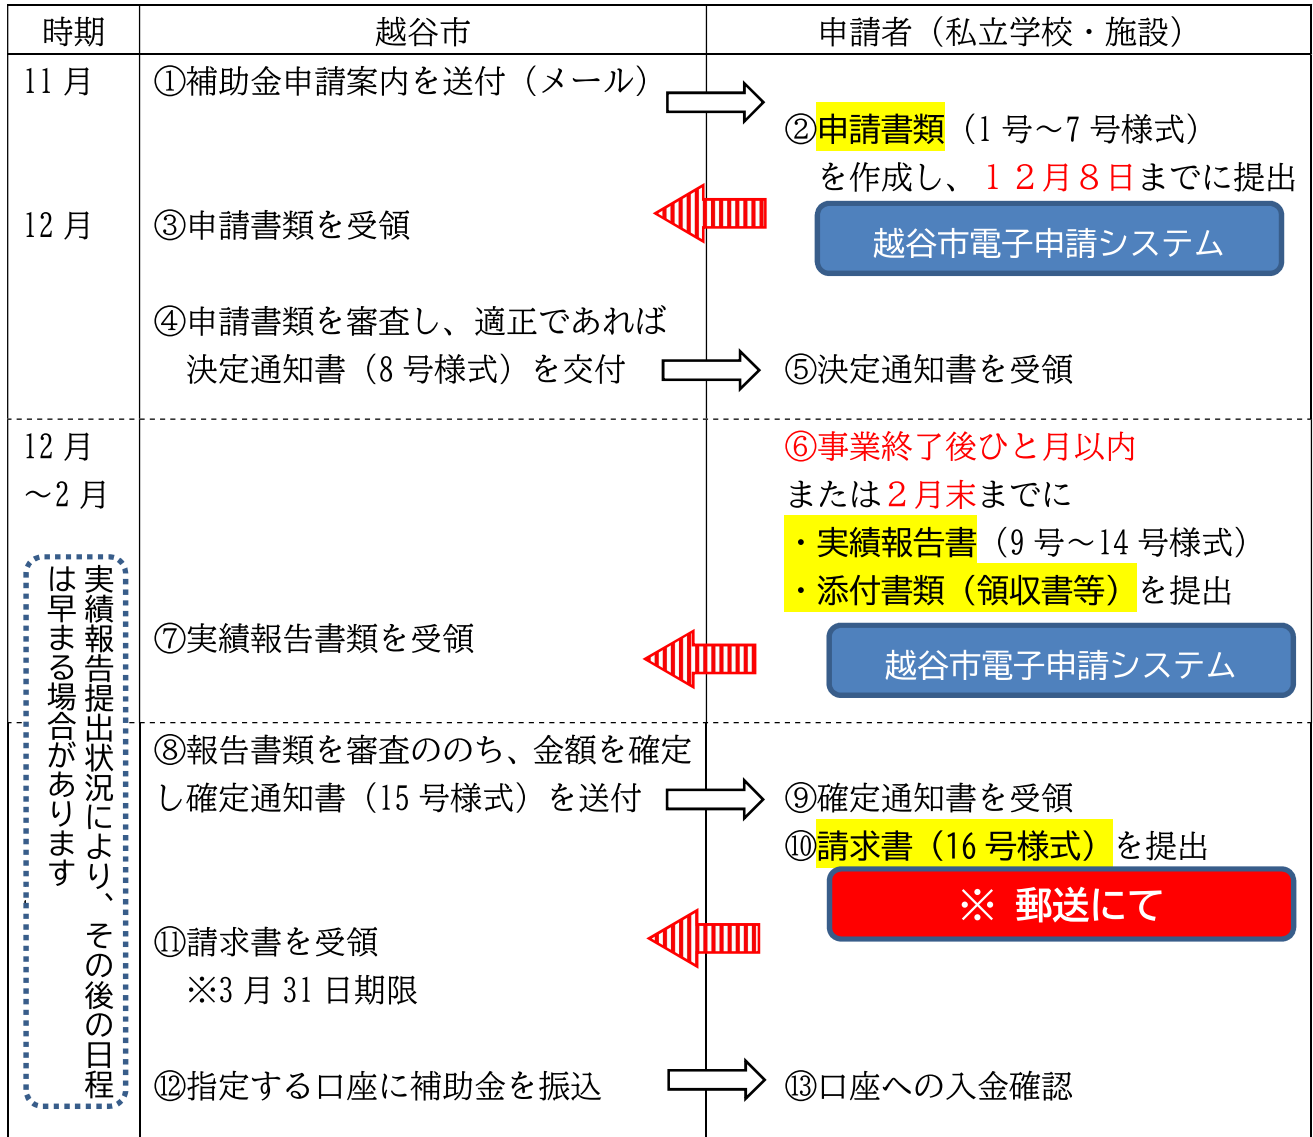 時期
越谷市
申請者（私立学校・施設）
11月
①補助金申請案内を送付（メール）
②申請書類（1号～7号様式）
を作成し、１２月８日までに提出
12月
③申請書類を受領
越谷市電子申請システム
④申請書類を審査し、適正であれば
決定通知書（8号様式）を交付
⑤決定通知書を受領
12月
～2月
⑥事業終了後ひと月以内
または２月末までに
・実績報告書（9号～14号様式）
・添付書類（領収書等）を提出
実績報告提出状況により、その後の日程
は早まる場合があります
⑦実績報告書類を受領
越谷市電子申請システム
⑧報告書類を審査ののち、金額を確定
し確定通知書（15号様式）を送付
⑨確定通知書を受領
⑩請求書（16号様式）を提出
※ 郵送にて
⑪請求書を受領
※3月31日期限
⑫指定する口座に補助金を振込
⑬口座への入金確認